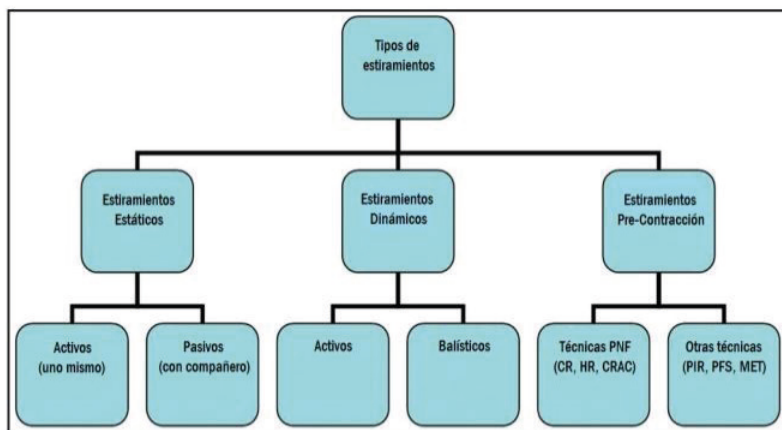 Tipos de
estiramientos
Estiramientos
Estáticos
Estiramientos
Dinámicos
Estiramientos
Pre-Contracción
Activos
(uno mismo)
Pasivos
(con compañero)
Activos
Balísticos
Técnicas PNF
(CR, HR, CRAC)
Otras técnicas
(PIR, PFS, MET)